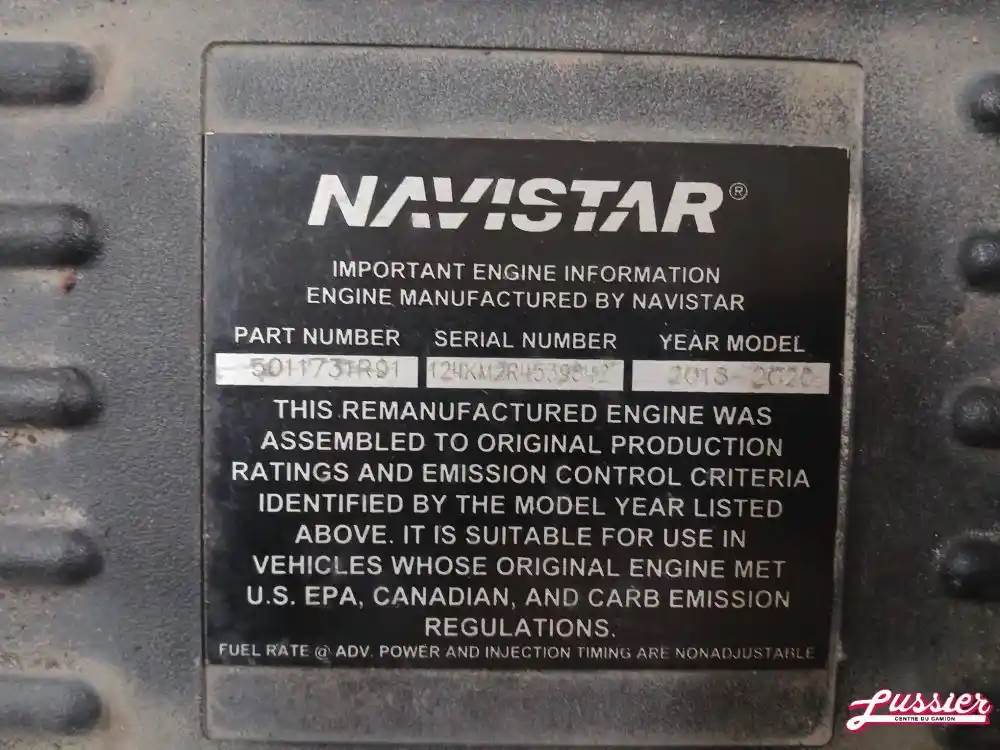 NAVISTAR®
IMPORTANT ENGINE INFORMATION
ENGINE MANUFACTURED BY NAVISTAR
PART NUMBER SERIAL NUMBER YEAR MODEL
5011731R91 2018-2020
THIS REMANUFACTURED ENGINE WAS
ASSEMBLED TO ORIGINAL PRODUCTION
RATINGS AND EMISSION CONTROL CRITERIA
IDENTIFIED BY THE MODEL YEAR LISTED
ABOVE. IT IS SUITABLE FOR USE IN
VEHICLES WHOSE ORIGINAL ENGINE MET
U.S. EPA, CANADIAN, AND CARB EMISSION
REGULATIONS.
FUEL RATE @ ADV. POWER AND INJECTION TIMING ARE NONADJUSTABLE
Lussier
CENTRE DU CAMION